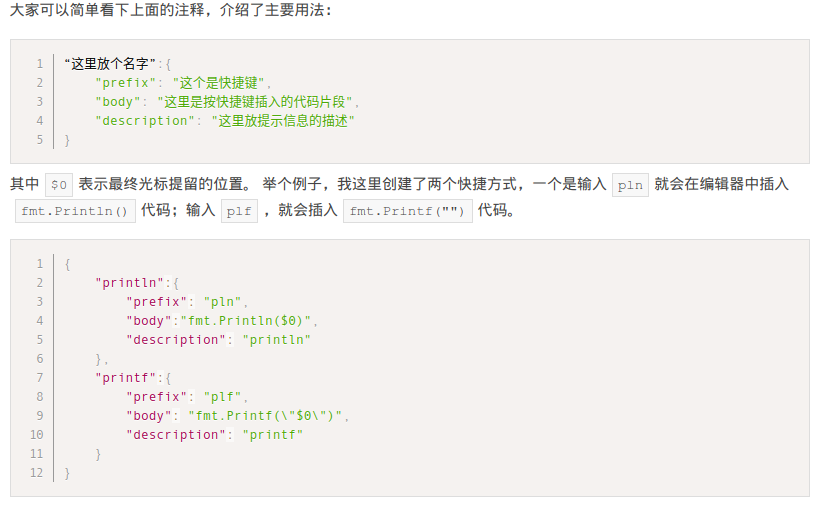 大家可以简单看下上面的注释，介绍了主要用法：
1 “这里放个名字”:{
2     "prefix": "这个是快捷键",
3     "body": "这里是按快捷键插入的代码片段",
4     "description": "这里放提示信息的描述"
5 }
其中 $0 表示最终光标提留的位置。 举个例子，我这里创建了两个快捷方式，一个是输入 pln 就会在编辑器中插入
fmt.Println() 代码；输入 plf ，就会插入 fmt.Printf("") 代码。
1 {
2     "println":{
3         "prefix": "pln",
4         "body":"fmt.Println($0)",
5         "description": "println"
6     },
7     "printf":{
8         "prefix": "plf",
9         "body": "fmt.Printf(\"$0\")",
10         "description": "printf"
11     }
12 }